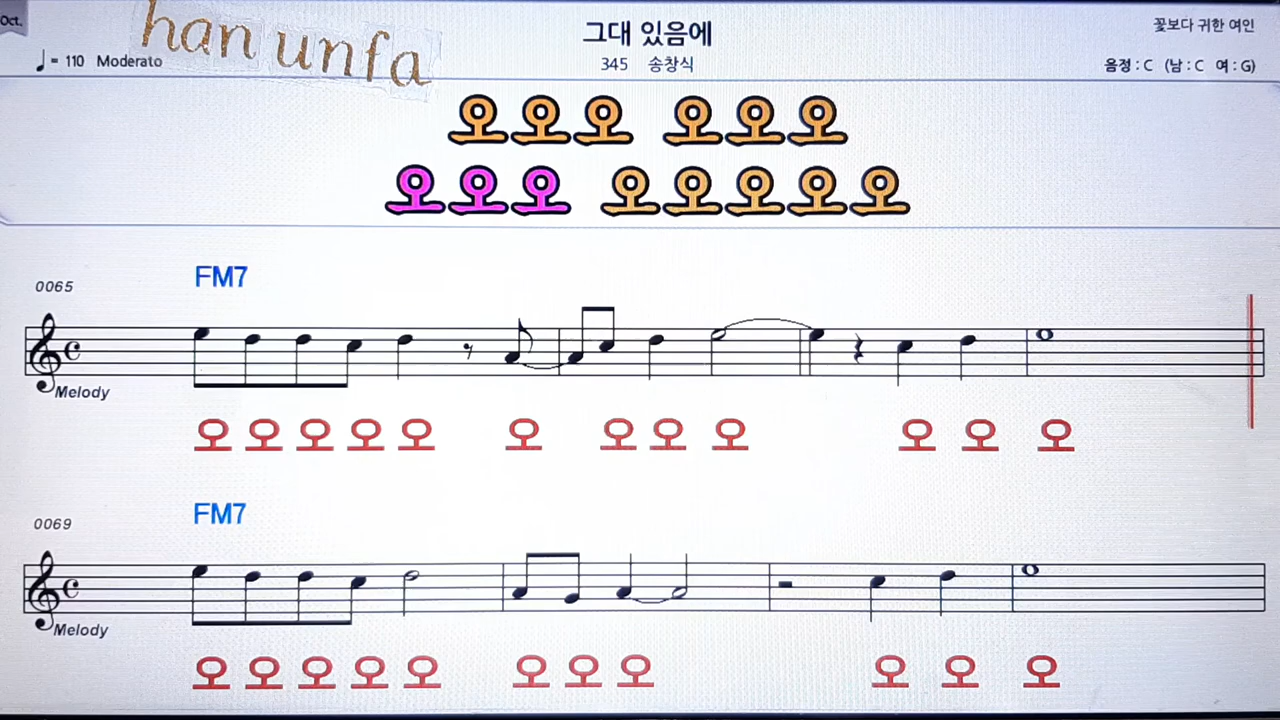 Oct.
han unfa
그대 있음에
꽃보다 귀한 여인
♩= 110 Moderato
345 송창식
음정 : C (남 : C 여 : G)
오오오 오오오
오오오 오오오오오
0065
FM7
Melody
오 오 오 오 오 오 오 오 오 오 오 오
0069
FM7
Melody
오 오 오 오 오 오 오 오 오 오 오